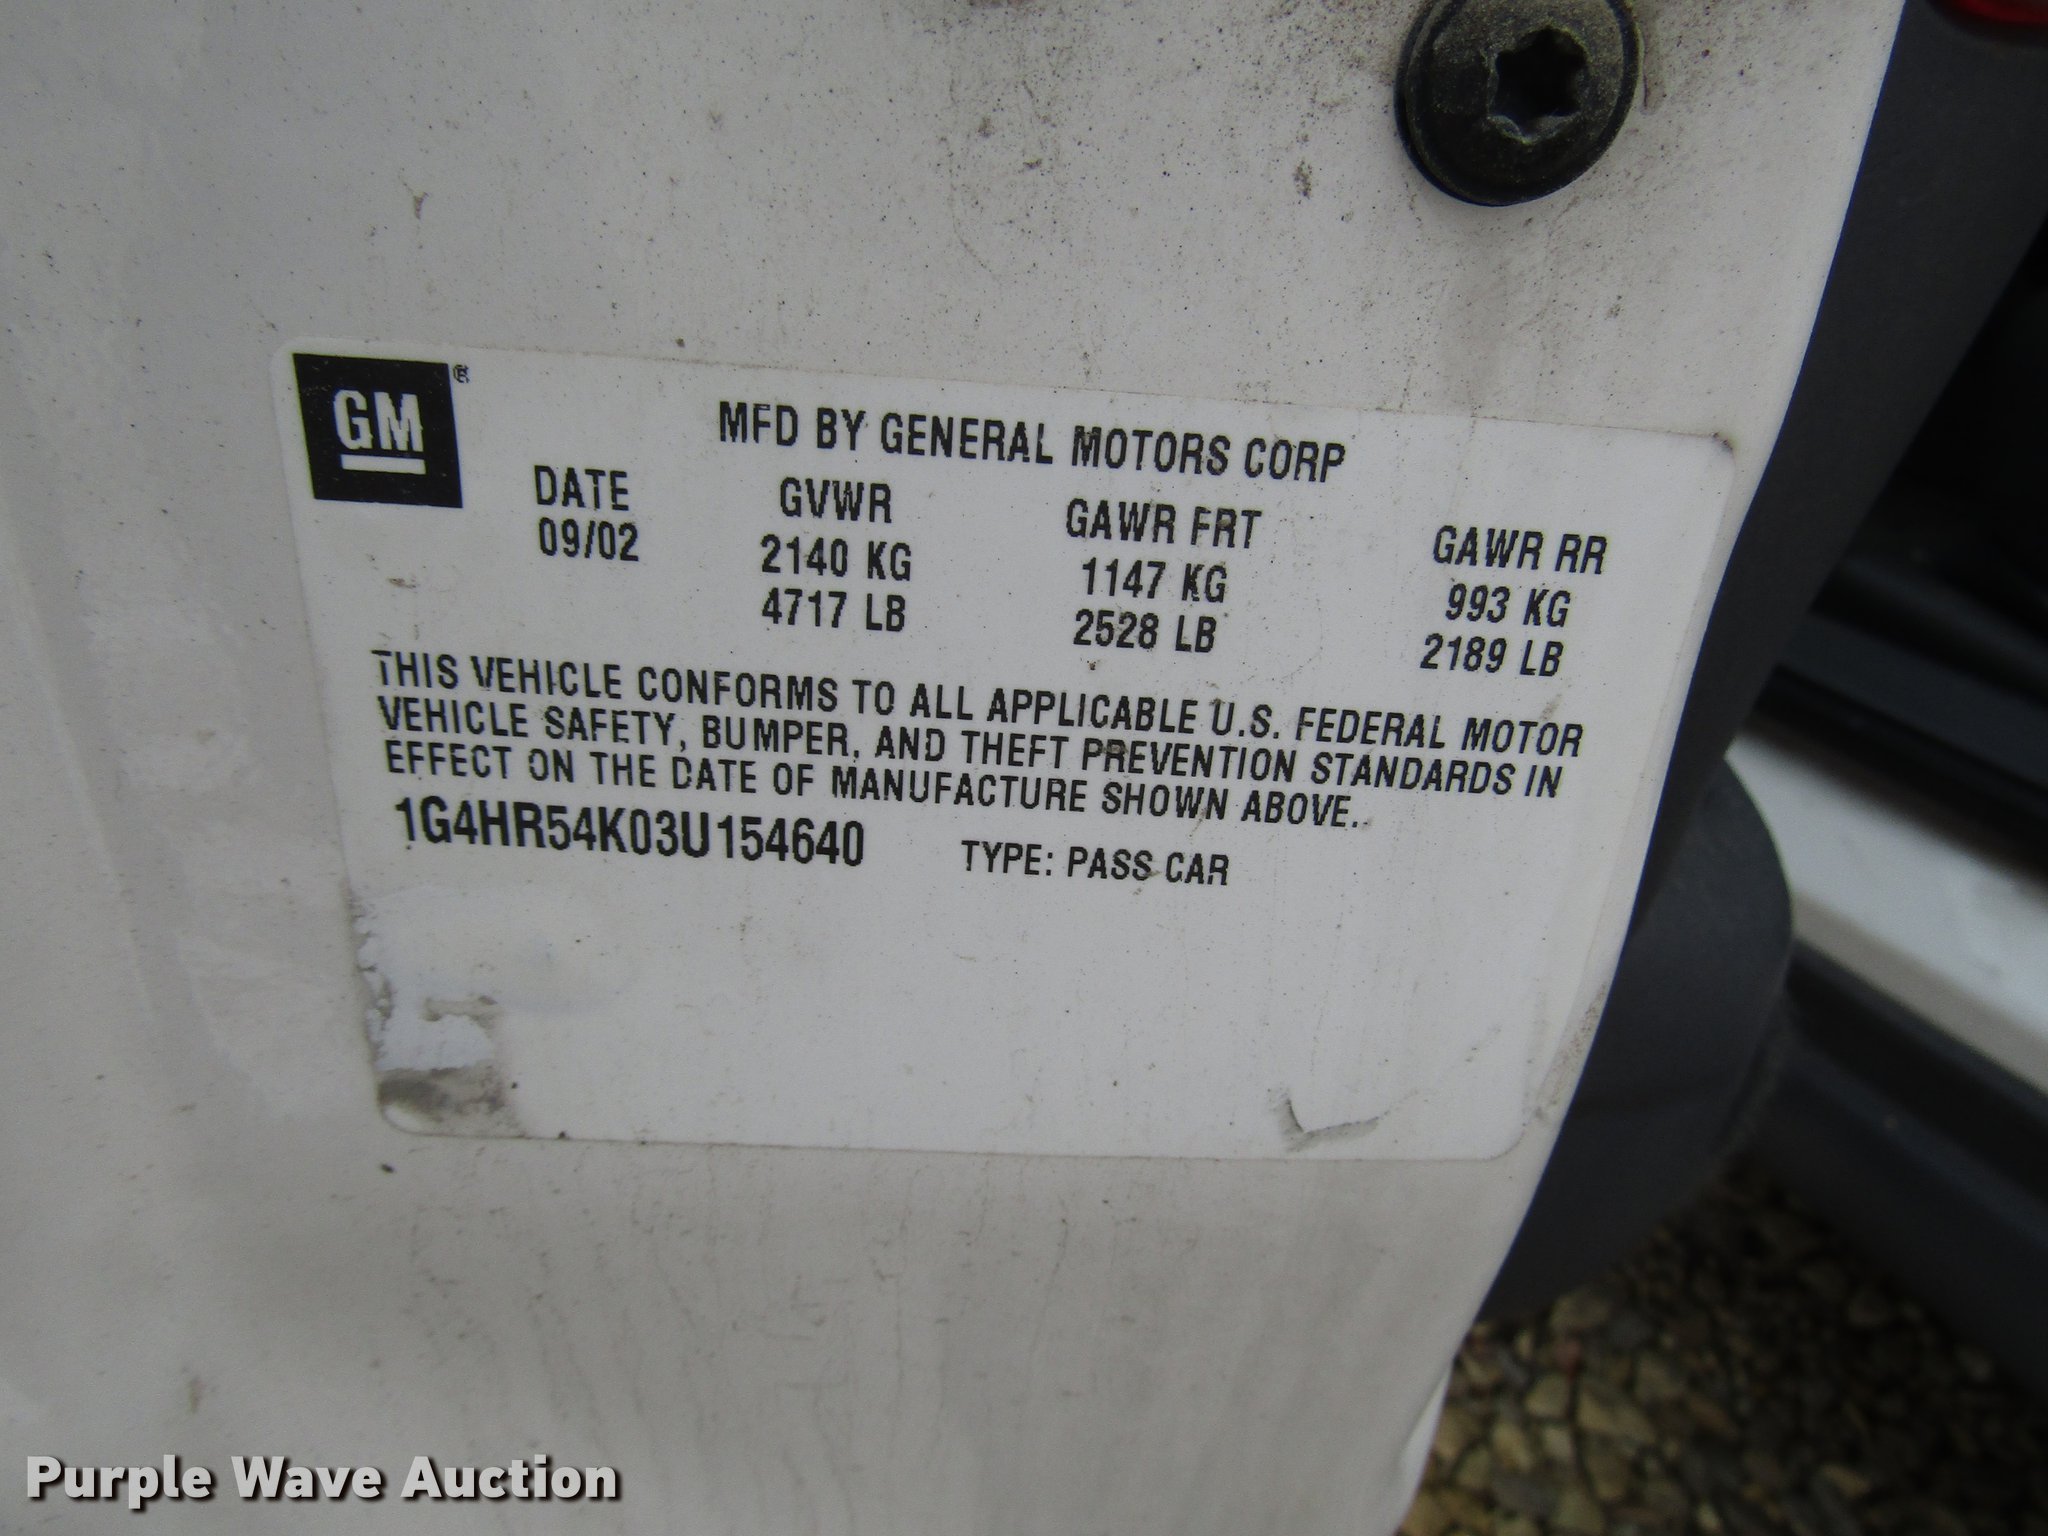 GM ®
MFD BY GENERAL MOTORS CORP
DATE GVWR GAWR FRT GAWR RR
09/02 2140 KG 1147 KG 993 KG
4717 LB 2528 LB 2189 LB
THIS VEHICLE CONFORMS TO ALL APPLICABLE U.S. FEDERAL MOTOR
VEHICLE SAFETY, BUMPER, AND THEFT PREVENTION STANDARDS IN
EFFECT ON THE DATE OF MANUFACTURE SHOWN ABOVE.
1G4HR54K03U154640 TYPE: PASS CAR
Purple Wave Auction